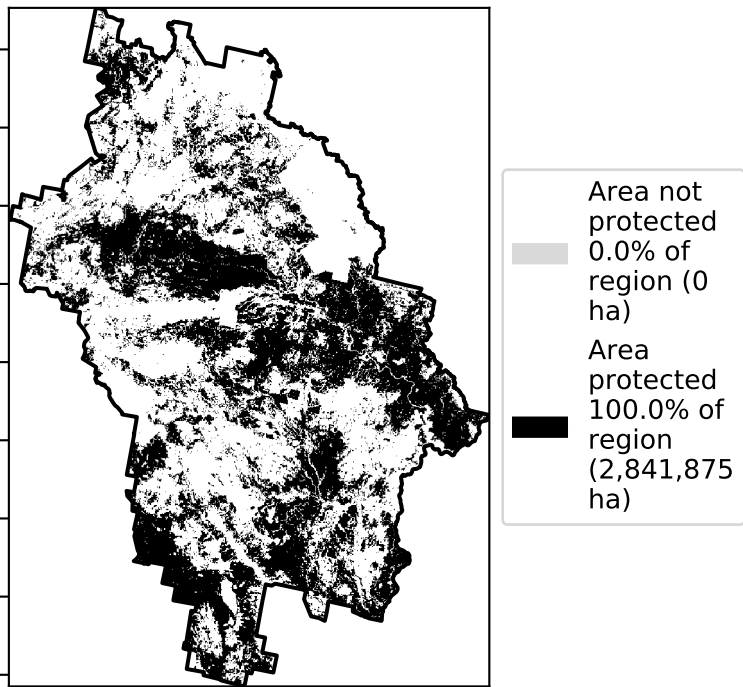 Area not
protected
0.0% of
region (0
ha)
Area
protected
100.0% of
region
(2,841,875
ha)